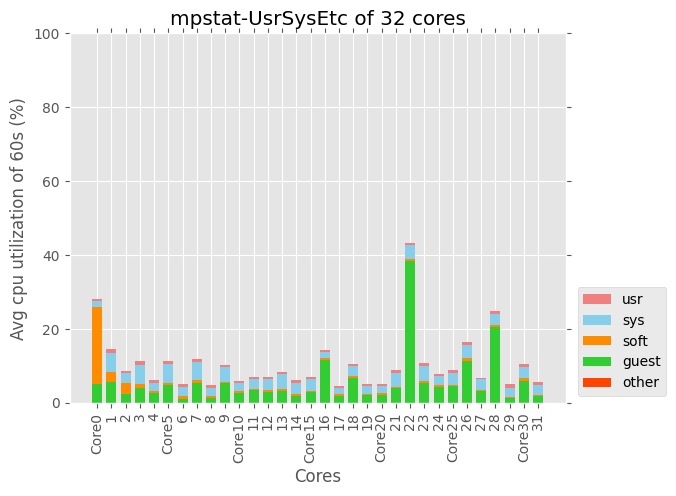 mpstat-UsrSysEtc of 32 cores
Avg cpu utilization of 60s (%)
100
80
60
40
20
0
Core0
1
2
3
4
Core5
6
7
8
9
Core10
11
12
13
14
Core15
16
17
18
19
Core20
21
22
23
24
Core25
26
27
28
29
Core30
31
Cores
usr
sys
soft
guest
other